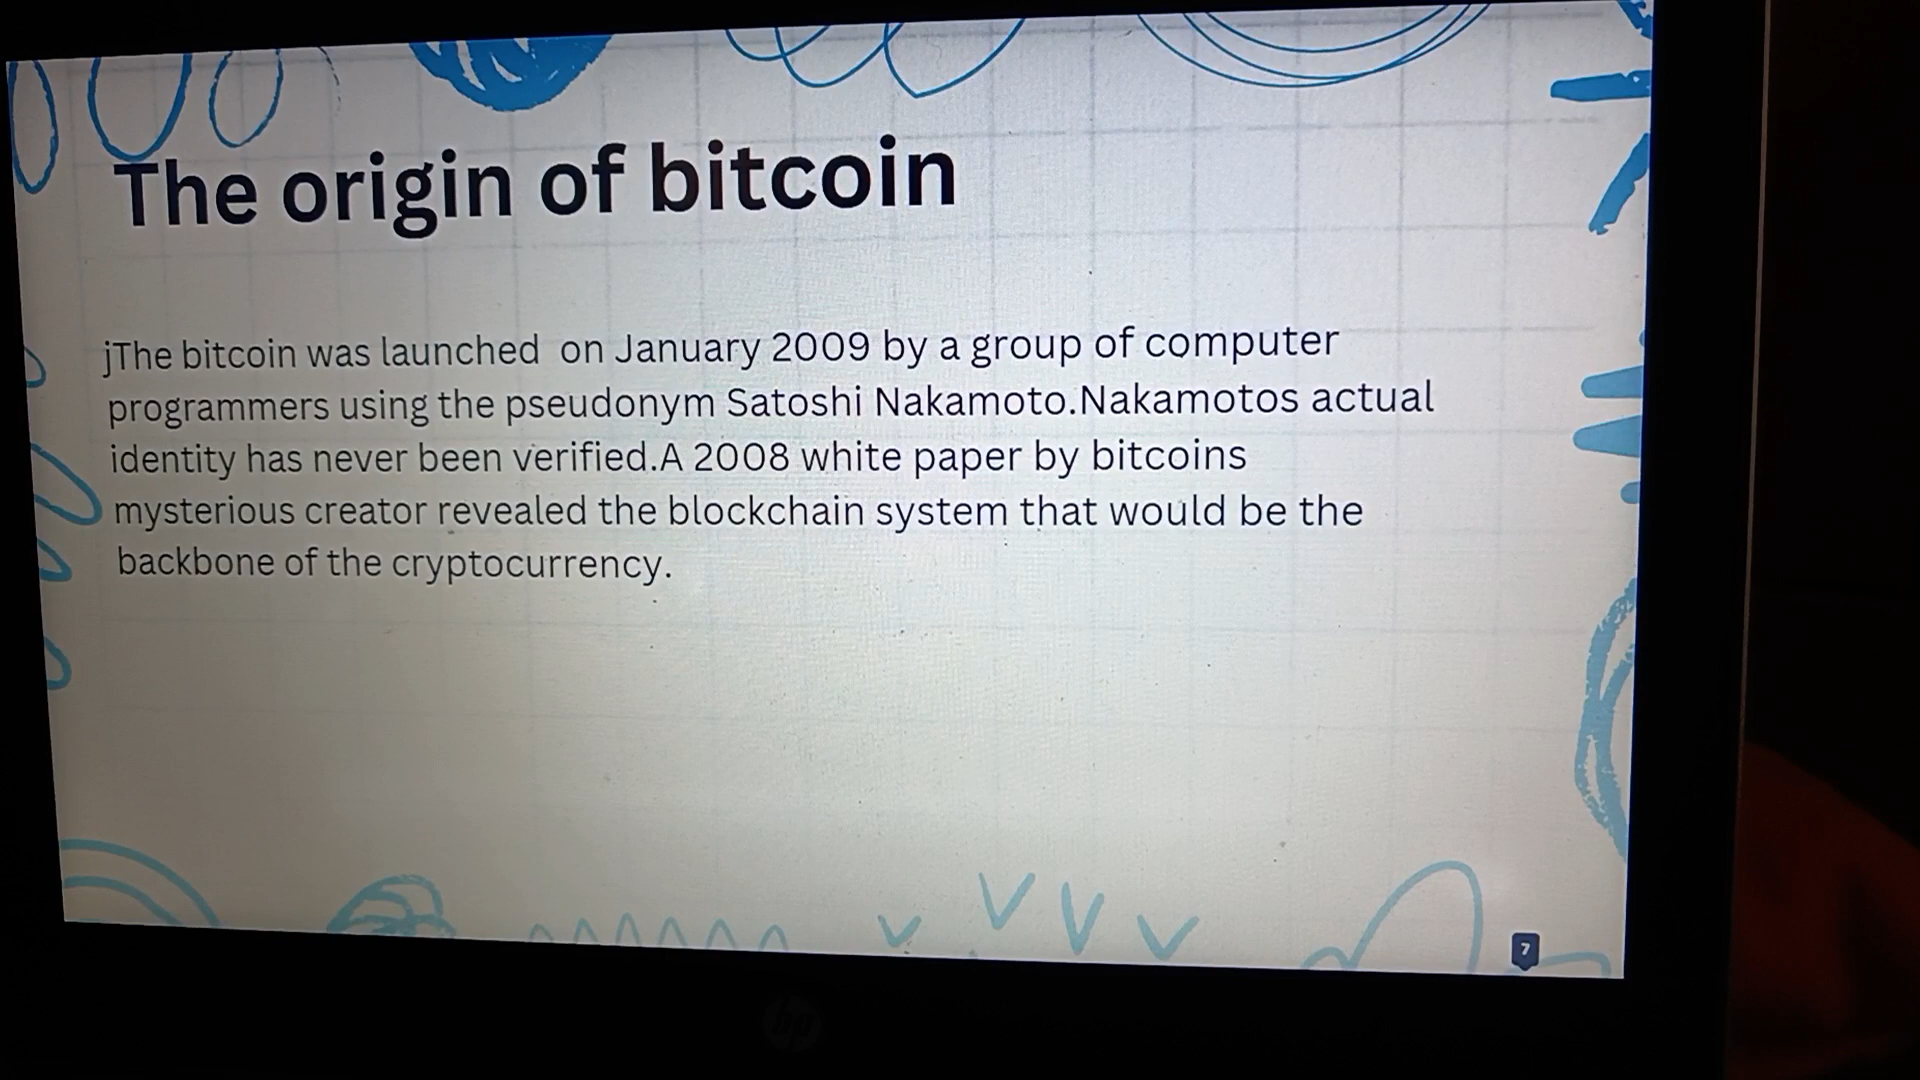 The origin of bitcoin
jThe bitcoin was launched on January 2009 by a group of computer
programmers using the pseudonym Satoshi Nakamoto.Nakamotos actual
identity has never been verified.A 2008 white paper by bitcoins
mysterious creator revealed the blockchain system that would be the
backbone of the cryptocurrency.
7
hp